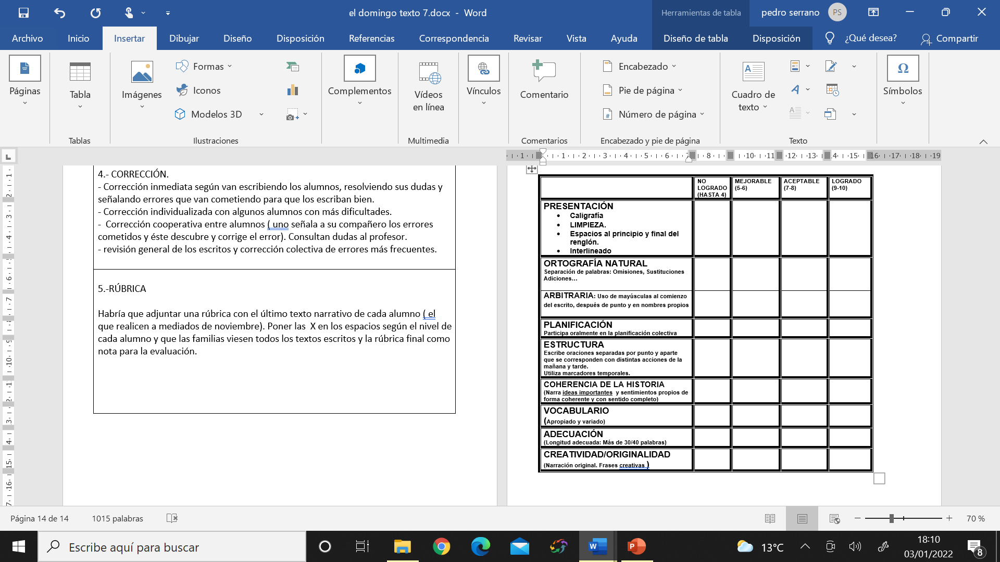 el domingo texto 7.docx - Word
Herramientas de tabla
pedro serrano
PS
Archivo
Inicio
Insertar
Dibujar
Diseño
Disposición
Referencias
Correspondencia
Revisar
Vista
Ayuda
Diseño de tabla
Disposición
¿Qué desea?
Compartir
Páginas
Tabla
Tablas
Imágenes
Formas
Iconos
Modelos 3D
Ilustraciones
Complementos
Vídeos
en línea
Multimedia
Vínculos
Comentario
Comentarios
Encabezado
Pie de página
Número de página
Encabezado y pie de página
Cuadro de
texto
Texto
Símbolos
4.- CORRECCIÓN.
- Corrección inmediata según van escribiendo los alumnos, resolviendo sus dudas y
señalando errores que van cometiendo para que los escriban bien.
- Corrección individualizada con algunos alumnos con más dificultades.
- Corrección cooperativa entre alumnos ( uno señala a su compañero los errores
cometidos y éste descubre y corrige el error). Consultan dudas al profesor.
- revisión general de los escritos y corrección colectiva de errores más frecuentes.
5.-RÚBRICA
Habría que adjuntar una rúbrica con el último texto narrativo de cada alumno ( el
que realicen a mediados de noviembre). Poner las X en los espacios según el nivel de
cada alumno y que las familias viesen todos los textos escritos y la rúbrica final como
nota para la evaluación.
NO
LOGRADO
(HASTA 4)
MEJORABLE
(5-6)
ACEPTABLE
(7-8)
LOGRADO
(9-10)
PRESENTACIÓN
• Caligrafía
• LIMPIEZA.
• Espacios al principio y final del
renglón.
• Interlineado
ORTOGRAFÍA NATURAL
Separación de palabras: Omisiones, Sustituciones
Adiciones...
ARBITRARIA: Uso de mayúsculas al comienzo
del escrito, después de punto y en nombres propios
PLANIFICACIÓN
Participa oralmente en la planificación colectiva
ESTRUCTURA
Escribe oraciones separadas por punto y aparte
que se corresponden con distintas acciones de la
mañana y tarde.
Utiliza marcadores temporales.
COHERENCIA DE LA HISTORIA
(Narra ideas importantes y sentimientos propios de
forma coherente y con sentido completo)
VOCABULARIO
(Apropiado y variado)
ADECUACIÓN
(Longitud adecuada: Más de 30/40 palabras)
CREATIVIDAD/ORIGINALIDAD
(Narración original. Frases creativas )
Página 14 de 14
1015 palabras
70 %
Escribe aquí para buscar
13°C
18:10
03/01/2022
8